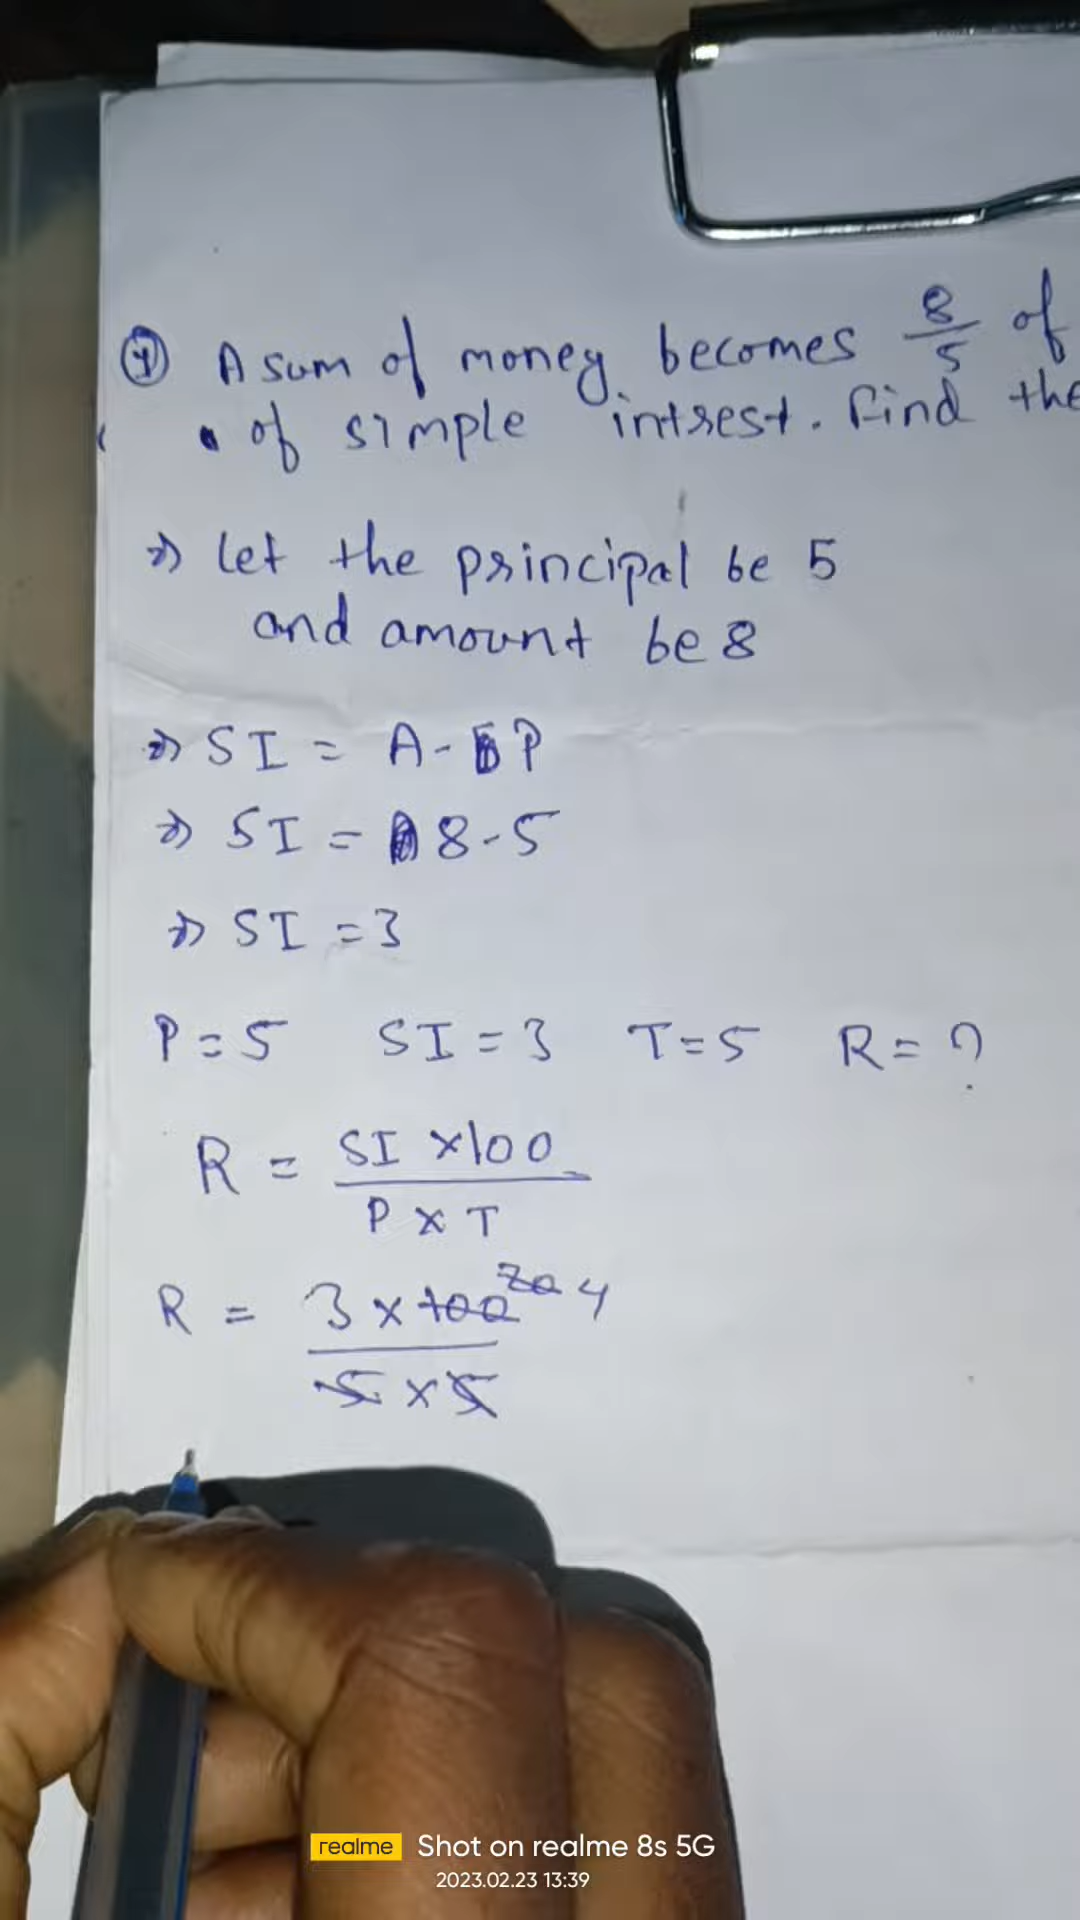 ④ A sum of money becomes 8/5 of
of simple intrest. Find the
⇒ Let the principal be 5
and amount be 8
⇒ SI = A - P
⇒ SI = 8 - 5
⇒ SI = 3
P = 5 SI = 3 T = 5 R = ?
R = SI × 100
P × T
R = 3 × 100 20 4
5 × 5
realme Shot on realme 8s 5G
2023.02.23 13:39